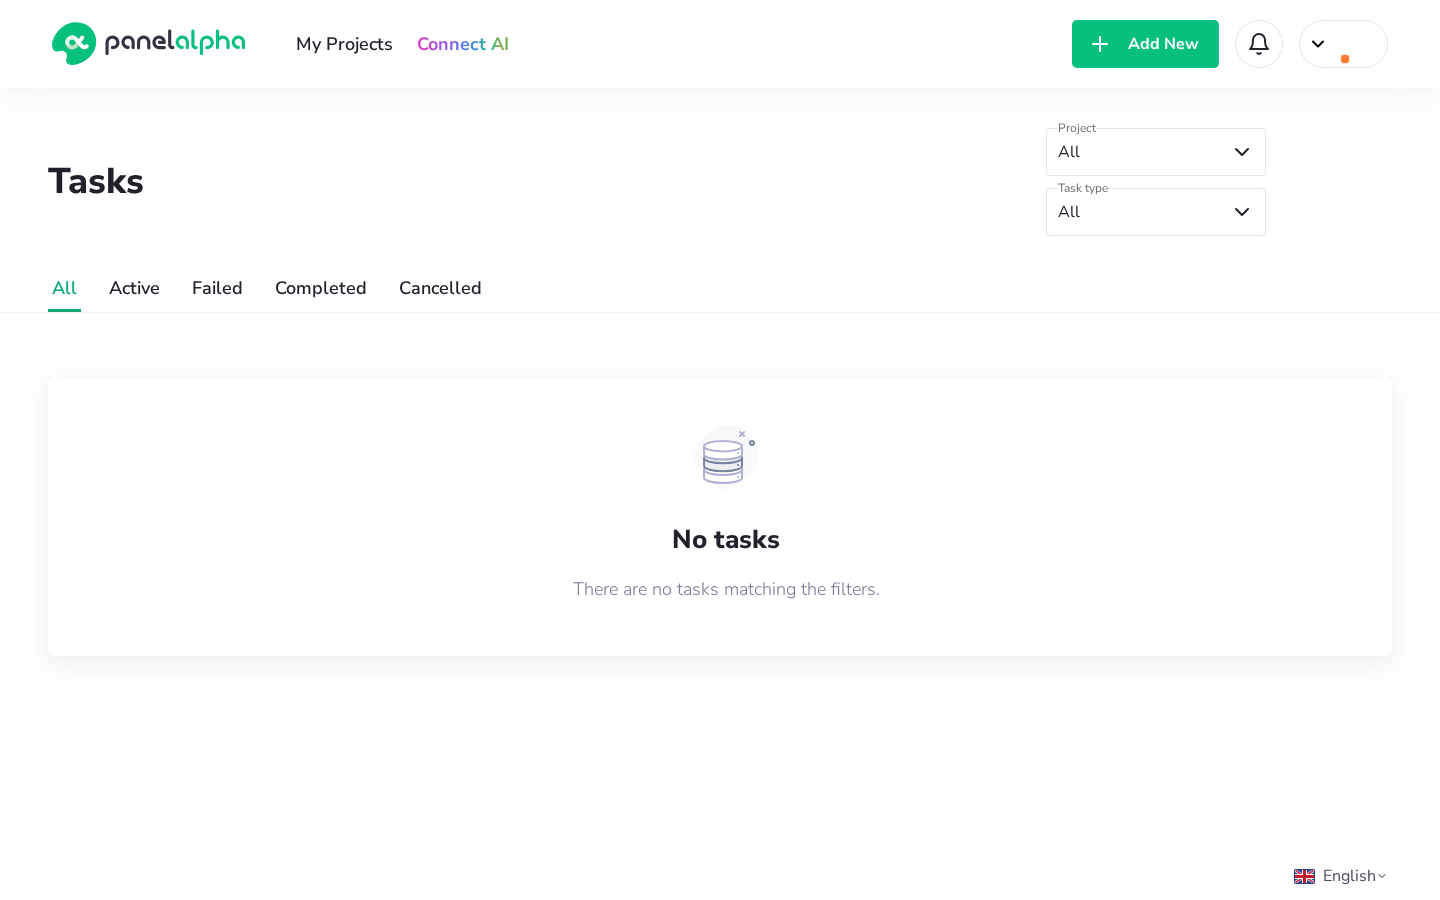 panelalpha
My Projects
Connect AI
Add New
Tasks
Project
All
Task type
All
All
Active
Failed
Completed
Cancelled
No tasks
There are no tasks matching the filters.
English